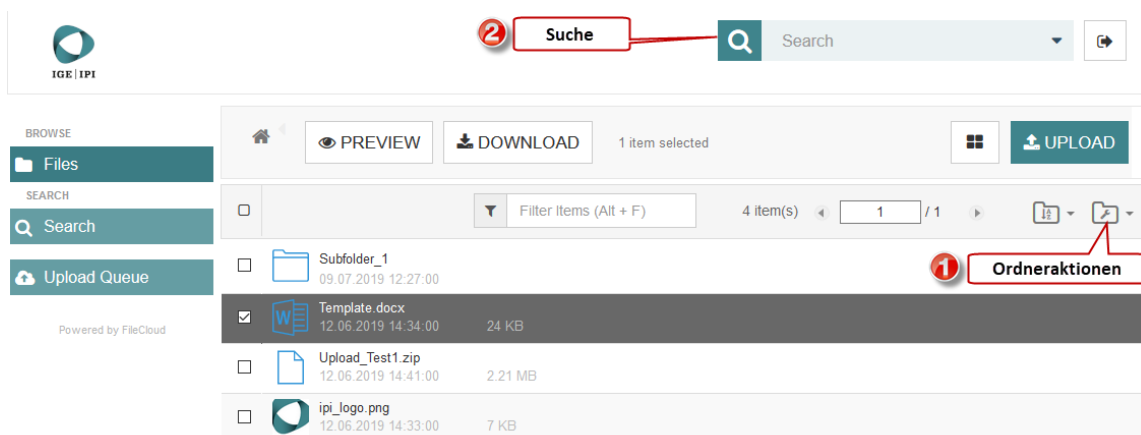 2 Suche
Search
IGE | IPI
BROWSE
Files
SEARCH
Search
Upload Queue
Powered by FileCloud
PREVIEW
DOWNLOAD
1 item selected
UPLOAD
Filter Items (Alt + F)
4 item(s)
1 / 1
1 Ordneraktionen
Subfolder_1
09.07.2019 12:27:00
Template.docx
12.06.2019 14:34:00 24 KB
Upload_Test1.zip
12.06.2019 14:41:00 2.21 MB
ipi_logo.png
12.06.2019 14:33:00 7 KB